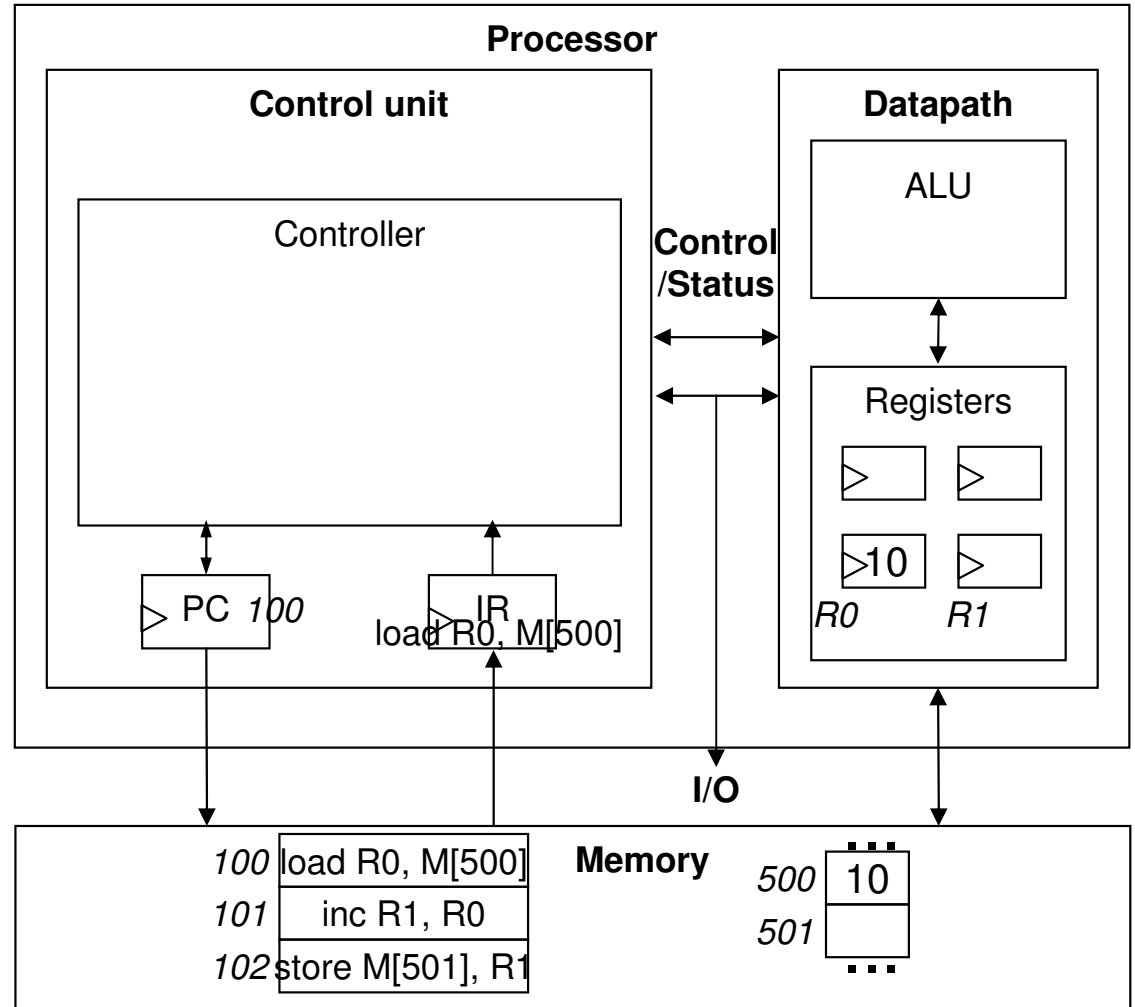 Processor
Control unit
Datapath
ALU
Controller
Control
/Status
Registers
10
R0
R1
PC 100
IR
load R0, M[500]
I/O
Memory
100 load R0, M[500]
101 inc R1, R0
102 store M[501], R1
500 10
501